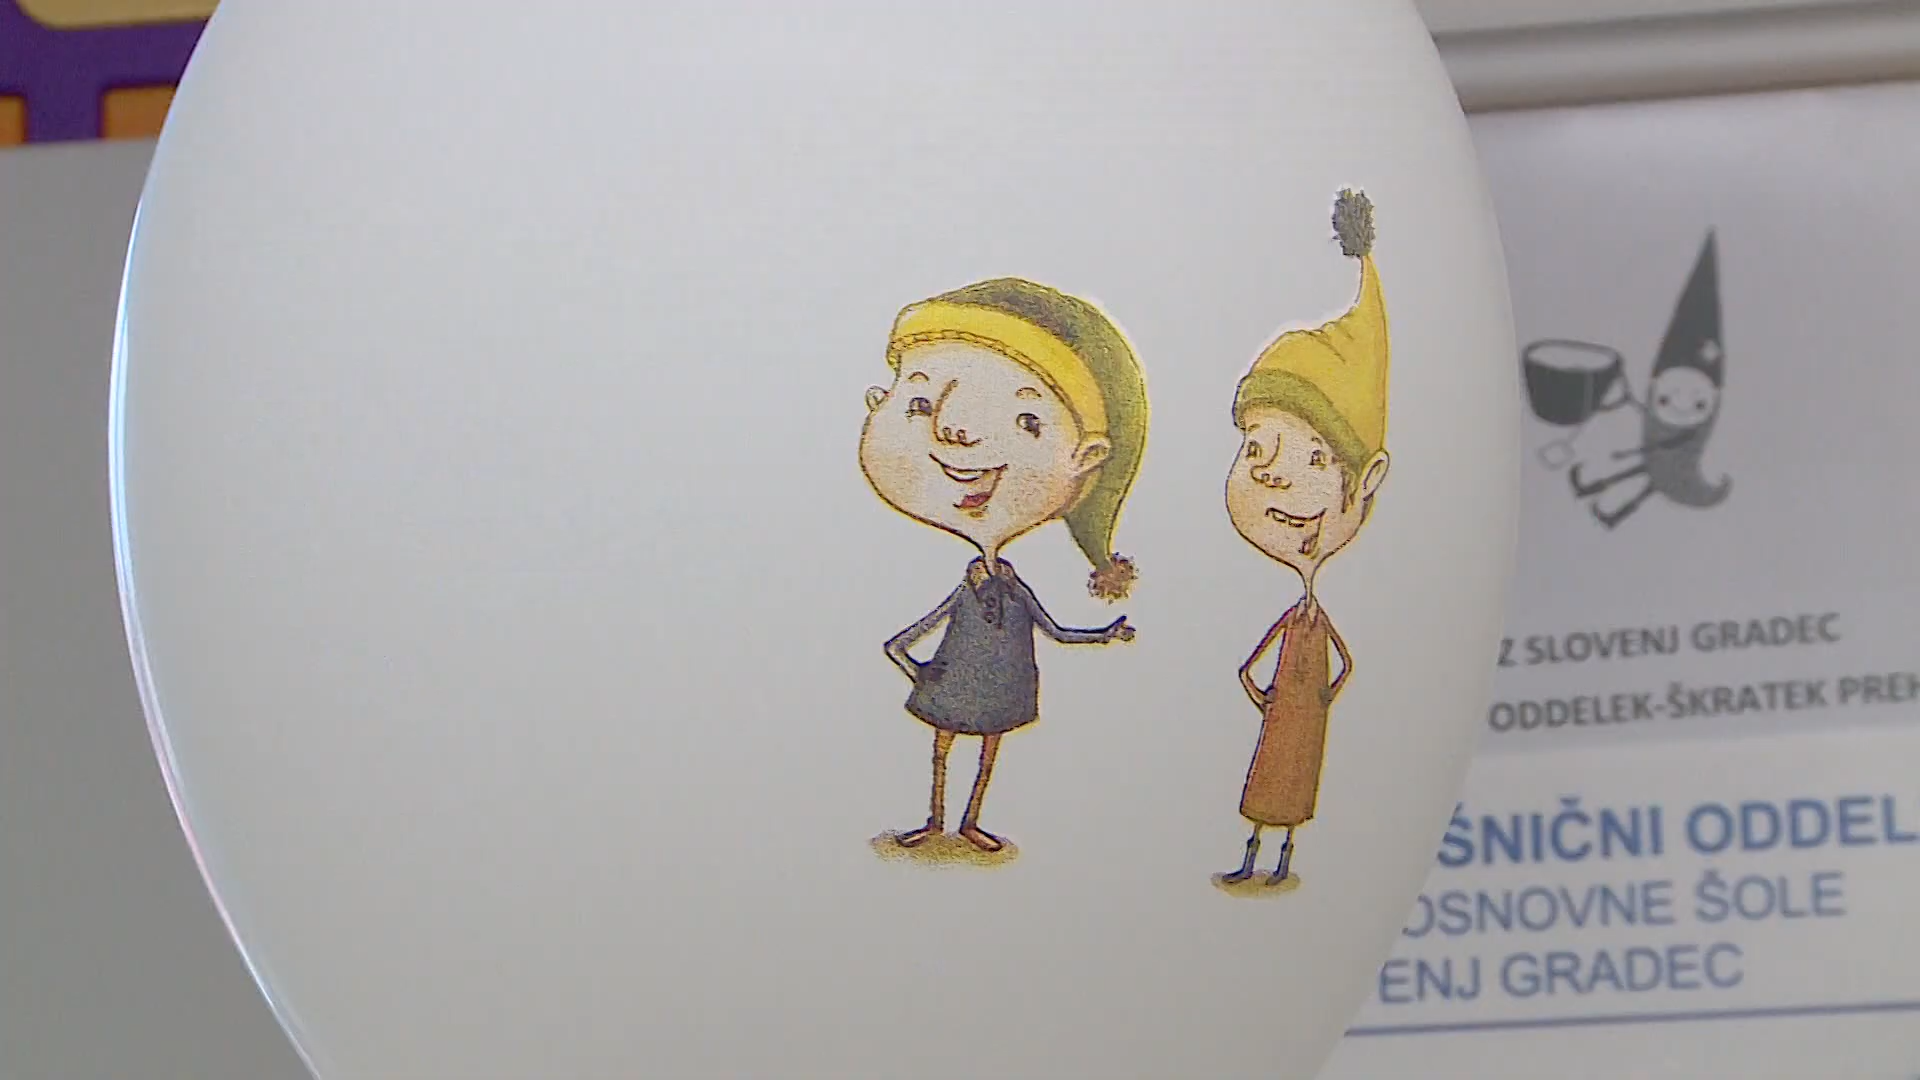 Z SLOVENJ GRADEC
ODDELEK-ŠKRATEK PREH
ŠNIČNI ODDEL
OSNOVNE ŠOLE
ENJ GRADEC